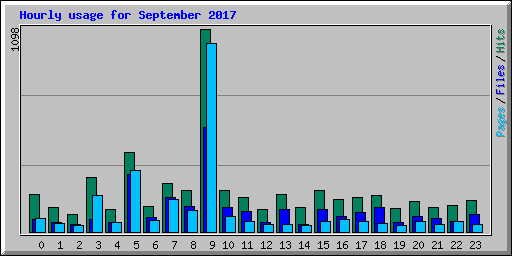 Hourly usage for September 2017
1098
Pages / Files / Hits
0 1 2 3 4 5 6 7 8 9 10 11 12 13 14 15 16 17 18 19 20 21 22 23